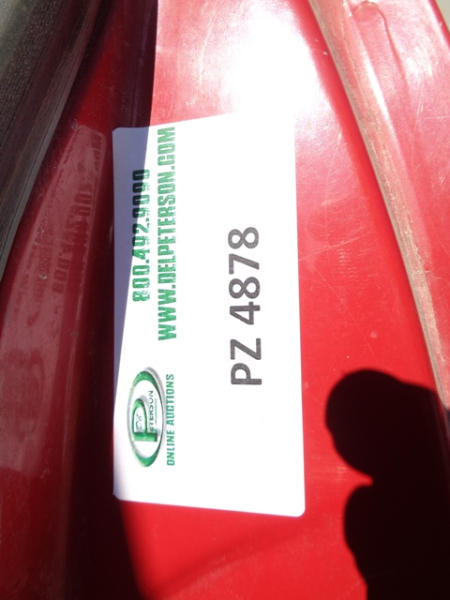 800.492.9090
WWW.DELPETERSON.COM
PETERSON
ONLINE AUCTIONS
PZ 4878